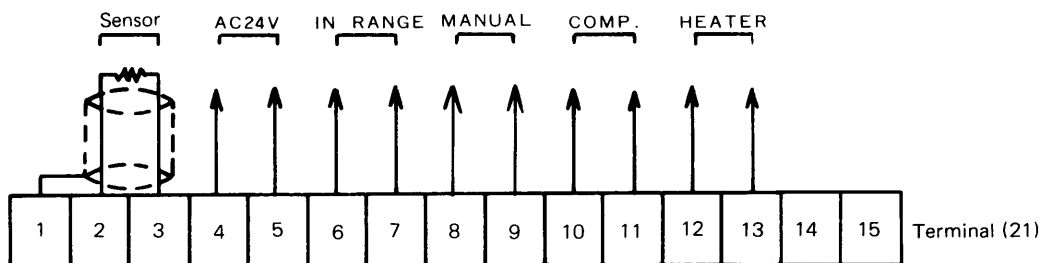 Sensor AC24V IN RANGE MANUAL COMP. HEATER
1 2 3 4 5 6 7 8 9 10 11 12 13 14 15 Terminal (21)